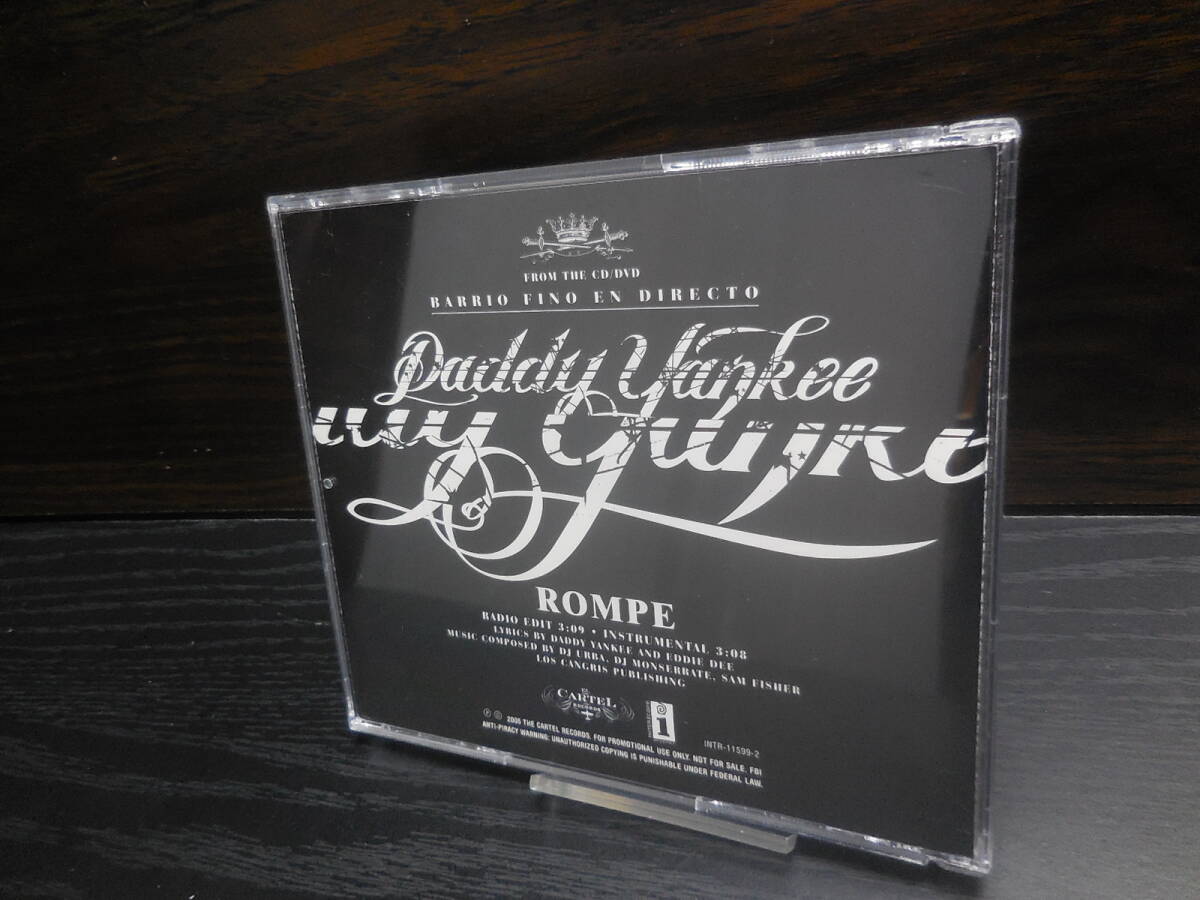 FROM THE CD/DVD
BARRIO FINO EN DIRECTO
Daddy Yankee
ROMPE
RADIO EDIT 3:09 • INSTRUMENTAL 3:08
LYRICS BY DADDY YANKEE AND EDDIE DEE
MUSIC COMPOSED BY DJ URBA, DJ MONSERRATE, SAM FISHER
LOS CANGRIS PUBLISHING
EL
CARTEL
RECORDS
i
INTR-11599-2
℗ © 2005 THE CARTEL RECORDS. FOR PROMOTIONAL USE ONLY. NOT FOR SALE. FBI
ANTI-PIRACY WARNING: UNAUTHORIZED COPYING IS PUNISHABLE UNDER FEDERAL LAW.